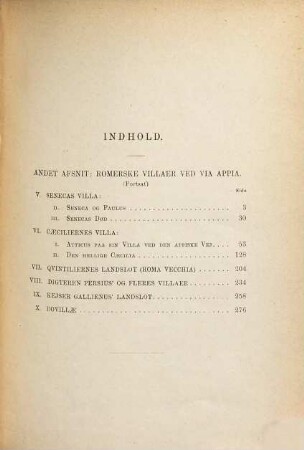 INDHOLD.
ANDET AFSNIT: ROMERSKE VILLAER VED VIA APPIA.
(Fortsat)
Side
V. SENECAS VILLA:
II. SENECA OG PAULUS 3
III. SENECAS DØD 30
VI. CÆCILIERNES VILLA:
I. ATTICUS PAA SIN VILLA VED DEN APPISKE VEJ 55
II. DEN HELLIGE CÆCILIA 128
VII. QVINTILIERNES LANDSLOT (ROMA VECCHIA) 204
VIII. DIGTEREN PERSIUS' OG FLERES VILLAER 234
IX. KEJSER GALLIENUS' LANDSLOT 258
X. BOVILLÆ 276